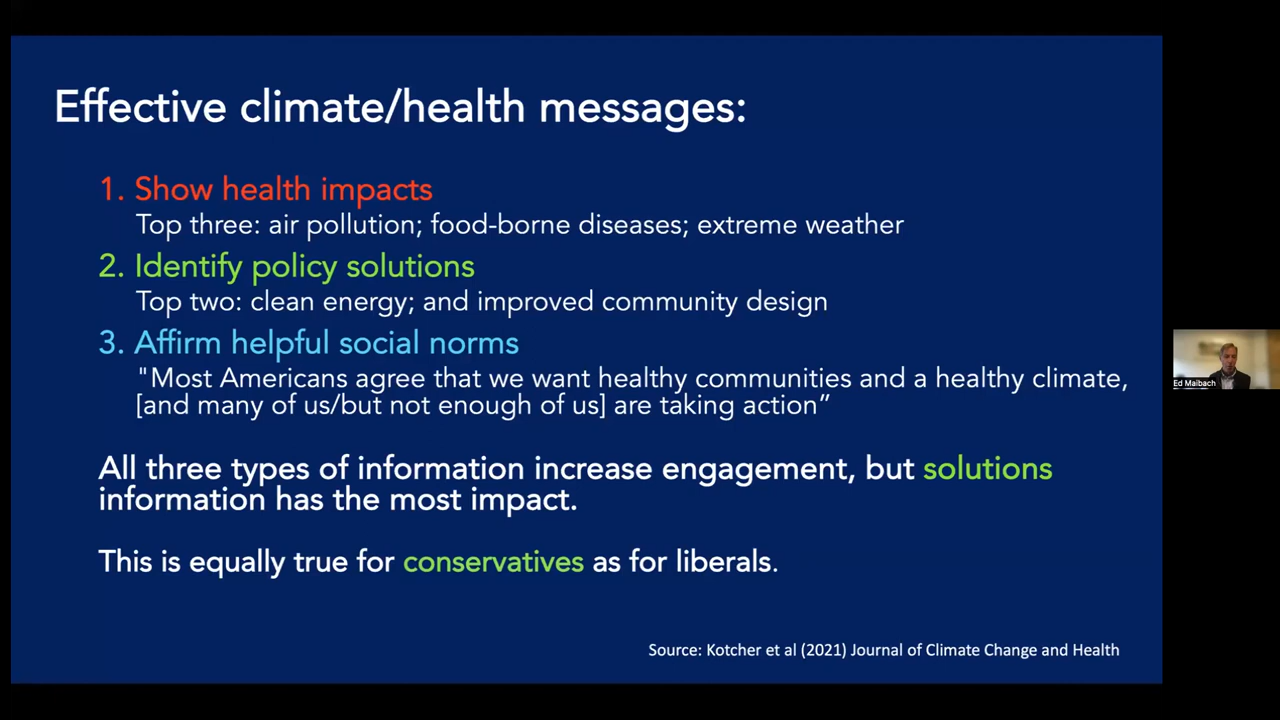 Effective climate/health messages:
1. Show health impacts
Top three: air pollution; food-borne diseases; extreme weather
2. Identify policy solutions
Top two: clean energy; and improved community design
3. Affirm helpful social norms
"Most Americans agree that we want healthy communities and a healthy climate,
[and many of us/but not enough of us] are taking action”
All three types of information increase engagement, but solutions
information has the most impact.
This is equally true for conservatives as for liberals.
Source: Kotcher et al (2021) Journal of Climate Change and Health
Ed Maibach